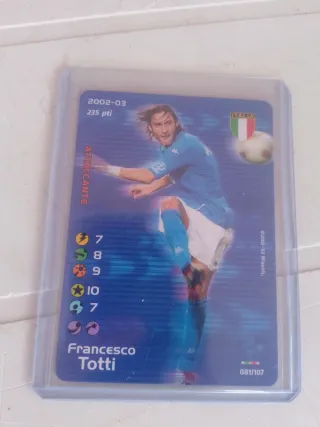 2002-03
235 pti
ATTACCANTE
7
8
9
10
7
Francesco
Totti
081/107